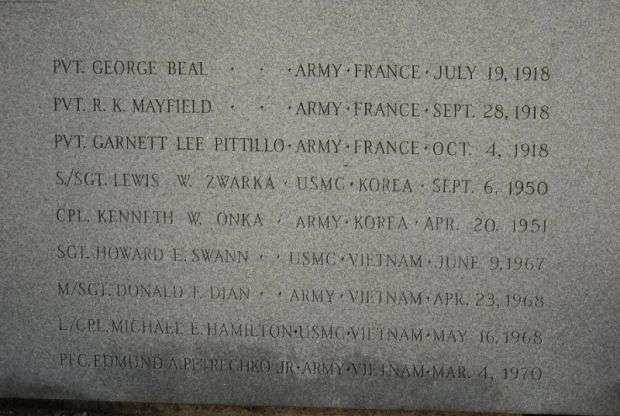 PVT. GEORGE BEAL · · · ARMY · FRANCE · JULY 19, 1918
PVT. R. K. MAYFIELD · · · ARMY · FRANCE · SEPT. 28, 1918
PVT. GARNETT LEE PITTILLO · ARMY · FRANCE · OCT. 4, 1918
S/SGT. LEWIS W. ZWARKA · USMC · KOREA · SEPT. 6, 1950
CPL. KENNETH W. ONKA · ARMY · KOREA · APR. 20, 1951
SGT. HOWARD E. SWANN · · USMC · VIETNAM · JUNE 9, 1967
M/SGT. DONALD F. DIAN · · ARMY · VIETNAM · APR. 23, 1968
L/CPL. MICHAEL E. HAMILTON · USMC · VIETNAM · MAY 16, 1968
PFC. EDMUND A. PETRECHKO JR · ARMY · VIETNAM · MAR. 4, 1970